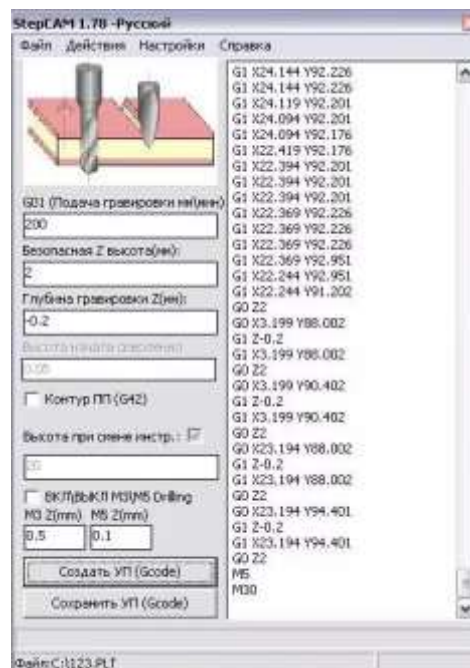 StepCAM 1.78 -Русский
Файл Действия Настройки Справка
G01 (Подача гравировки мм\мин)
200
Безопасная Z высота(мм):
2
Глубина гравировки Z(мм):
-0.2
Высота начала сверления:
0.05
Контур ПП (G42)
Высота при смене инстр.:
20
ВКЛ\ВЫКЛ M3\M5 Drilling
M3 Z(mm) M5 Z(mm)
0.5 0.1
Создать УП (Gcode)
Сохранить УП (Gcode)
G1 X24.144 Y92.226
G1 X24.144 Y92.226
G1 X24.119 Y92.201
G1 X24.094 Y92.201
G1 X24.094 Y92.176
G1 X22.419 Y92.176
G1 X22.394 Y92.201
G1 X22.394 Y92.201
G1 X22.394 Y92.201
G1 X22.369 Y92.226
G1 X22.369 Y92.226
G1 X22.369 Y92.226
G1 X22.369 Y92.951
G1 X22.244 Y92.951
G1 X22.244 Y91.202
G0 Z2
G0 X3.199 Y88.002
G1 Z-0.2
G1 X3.199 Y88.002
G0 Z2
G0 X3.199 Y90.402
G1 Z-0.2
G1 X3.199 Y90.402
G0 Z2
G0 X23.194 Y88.002
G1 Z-0.2
G1 X23.194 Y88.002
G0 Z2
G0 X23.194 Y94.401
G1 Z-0.2
G1 X23.194 Y94.401
G0 Z2
M5
M30
Файл:C:\123.PLT